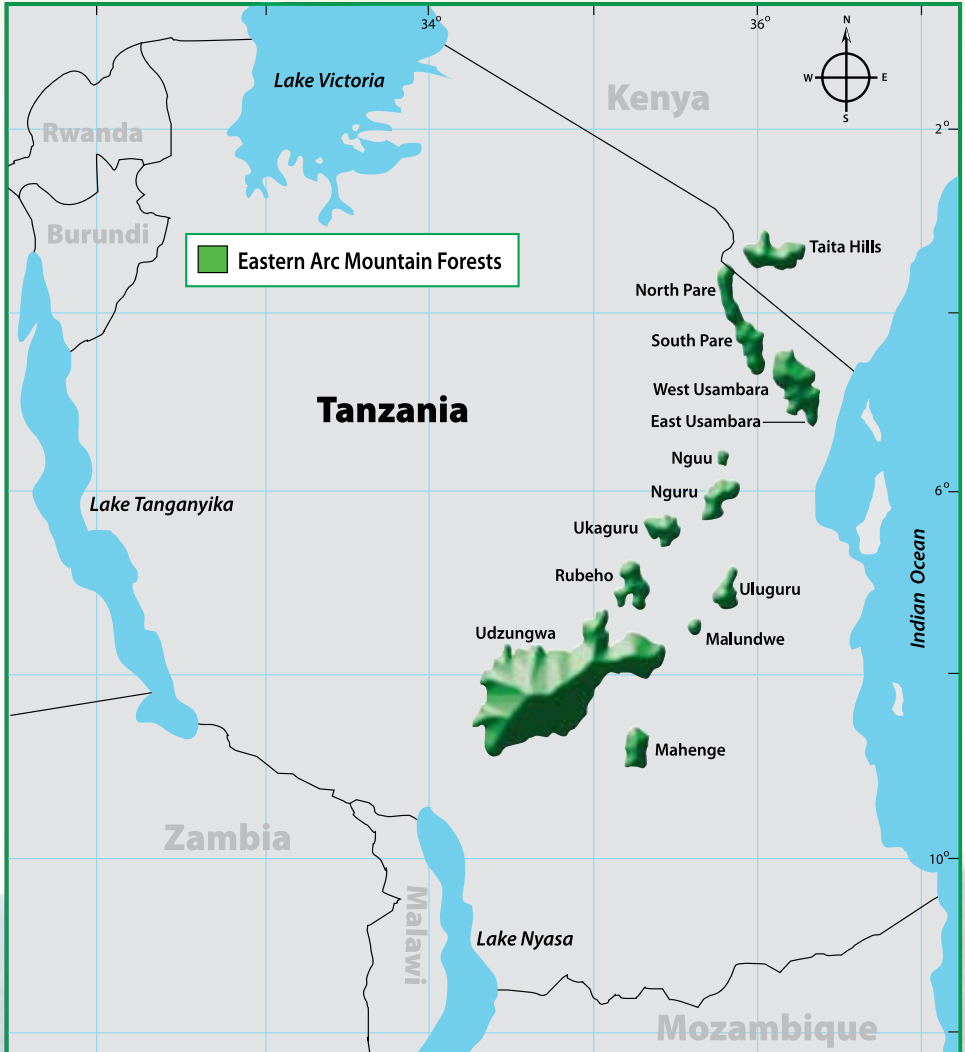 34°
36°
N
W
E
S
Lake Victoria
Kenya
Rwanda
2°
Burundi
Eastern Arc Mountain Forests
Taita Hills
North Pare
South Pare
West Usambara
Tanzania
East Usambara
Nguu
Nguru
6°
Lake Tanganyika
Ukaguru
Rubeho
Uluguru
Indian Ocean
Udzungwa
Malundwe
Mahenge
Zambia
10°
Malawi
Lake Nyasa
Mozambique